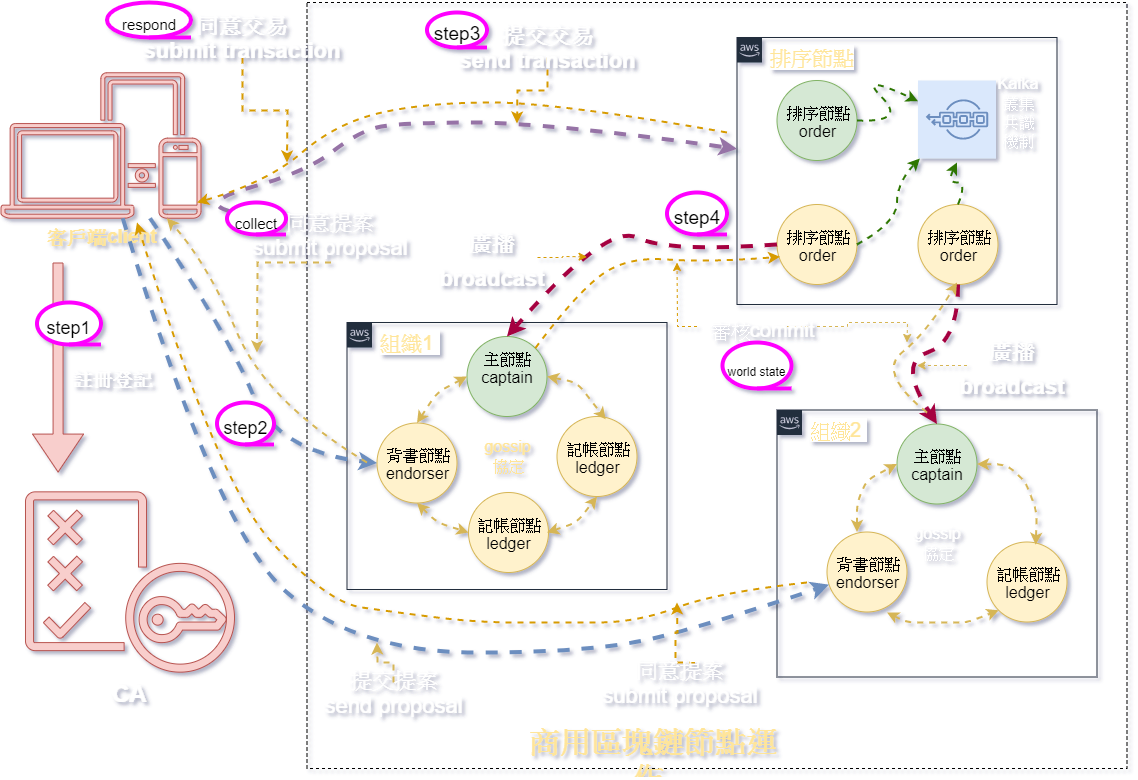 respond
同意交易
submit transaction
step3
提交交易
send transaction
aws
排序節點
排序節點
order
Kafka
叢集
共識
機制
客戶端client
collect
同意提案
submit proposal
step4
廣播
broadcast
排序節點
order
排序節點
order
step1
註冊登記
aws
組織1
主節點
captain
審核commit
world state
廣播
broadcast
step2
背書節點
endorser
gossip
協定
記帳節點
ledger
記帳節點
ledger
aws
組織2
主節點
captain
gossip
協定
背書節點
endorser
記帳節點
ledger
CA
提交提案
send proposal
同意提案
submit proposal
商用區塊鏈節點運